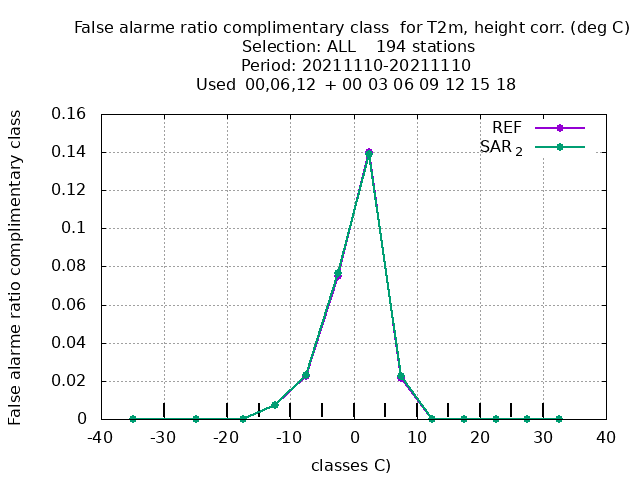 False alarme ratio complimentary class  for T2m, height corr. (deg C)
Selection: ALL    194 stations
Period: 20211110-20211110
Used  00,06,12  + 00 03 06 09 12 15 18
False alarme ratio complimentary class
0.16
0.14
0.12
0.1
0.08
0.06
0.04
0.02
0
REF
SAR 2
-40 -30 -20 -10 0 10 20 30 40
classes C)